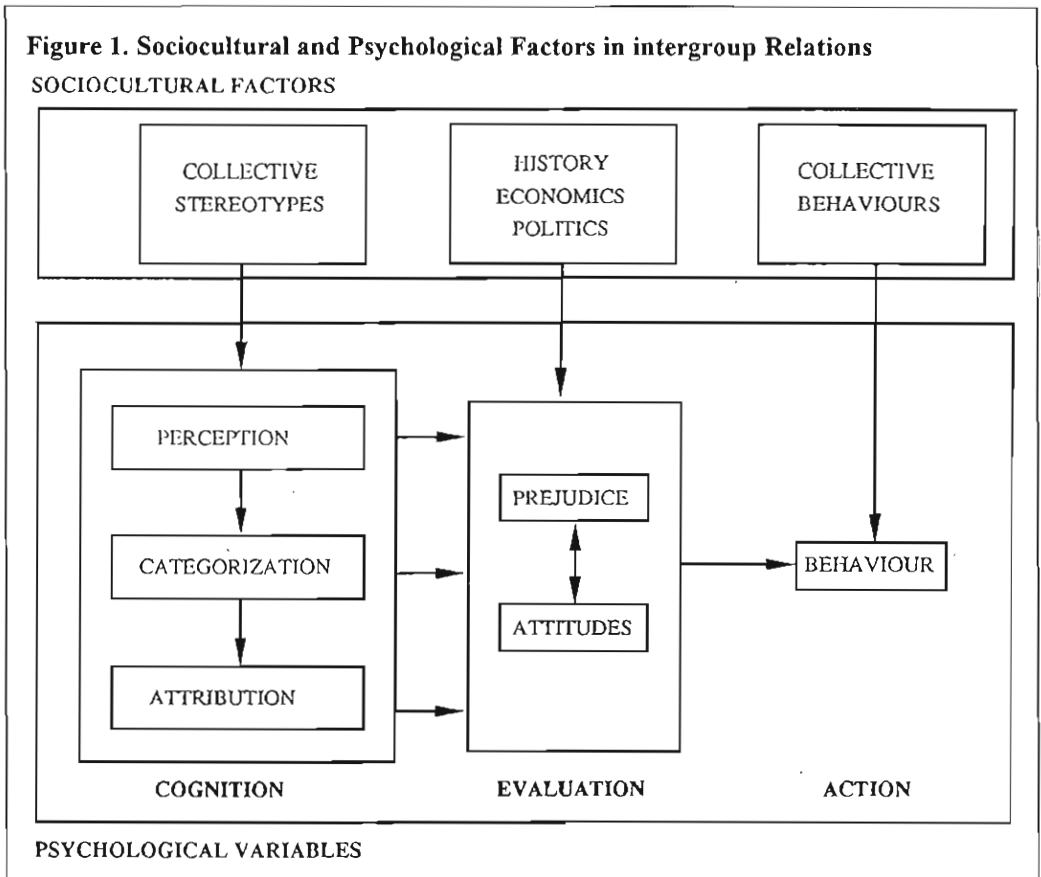 Figure 1. Sociocultural and Psychological Factors in intergroup Relations
SOCIOCULTURAL FACTORS
COLLECTIVE
STEREOTYPES
HISTORY
ECONOMICS
POLITICS
COLLECTIVE
BEHAVIOURS
PERCEPTION
CATEGORIZATION
ATTRIBUTION
PREJUDICE
ATTITUDES
BEHAVIOUR
COGNITION
EVALUATION
ACTION
PSYCHOLOGICAL VARIABLES